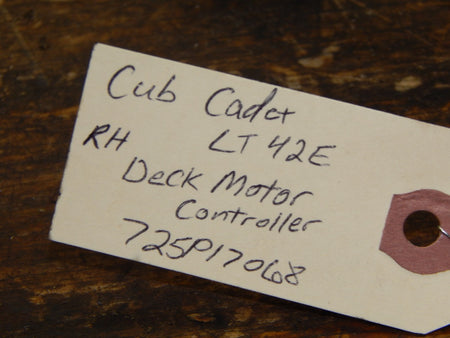 Cub Cadet
RH LT 42E
Deck Motor
Controller
725P17068